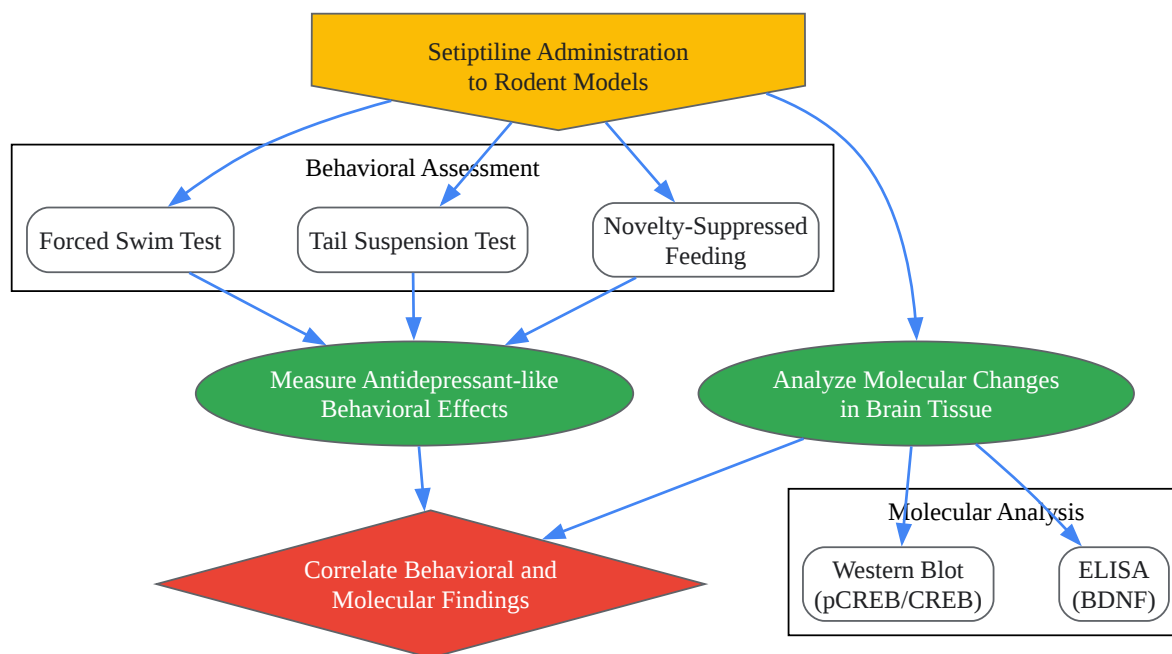 Setiptiline Administration
to Rodent Models
Behavioral Assessment
Forced Swim Test
Tail Suspension Test
Novelty-Suppressed
Feeding
Measure Antidepressant-like
Behavioral Effects
Analyze Molecular Changes
in Brain Tissue
Molecular Analysis
Correlate Behavioral and
Molecular Findings
Western Blot
(pCREB/CREB)
ELISA
(BDNF)